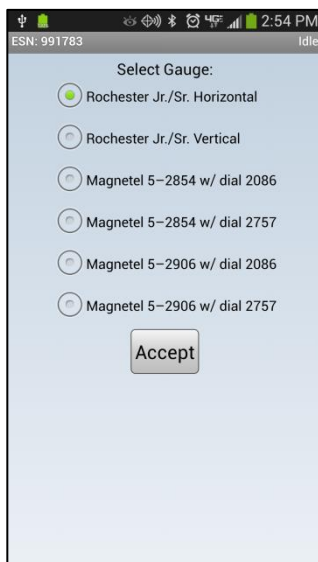 4G 2:54 PM
ESN: 991783 Idle
Select Gauge:
Rochester Jr./Sr. Horizontal
Rochester Jr./Sr. Vertical
Magnetel 5-2854 w/ dial 2086
Magnetel 5-2854 w/ dial 2757
Magnetel 5-2906 w/ dial 2086
Magnetel 5-2906 w/ dial 2757
Accept